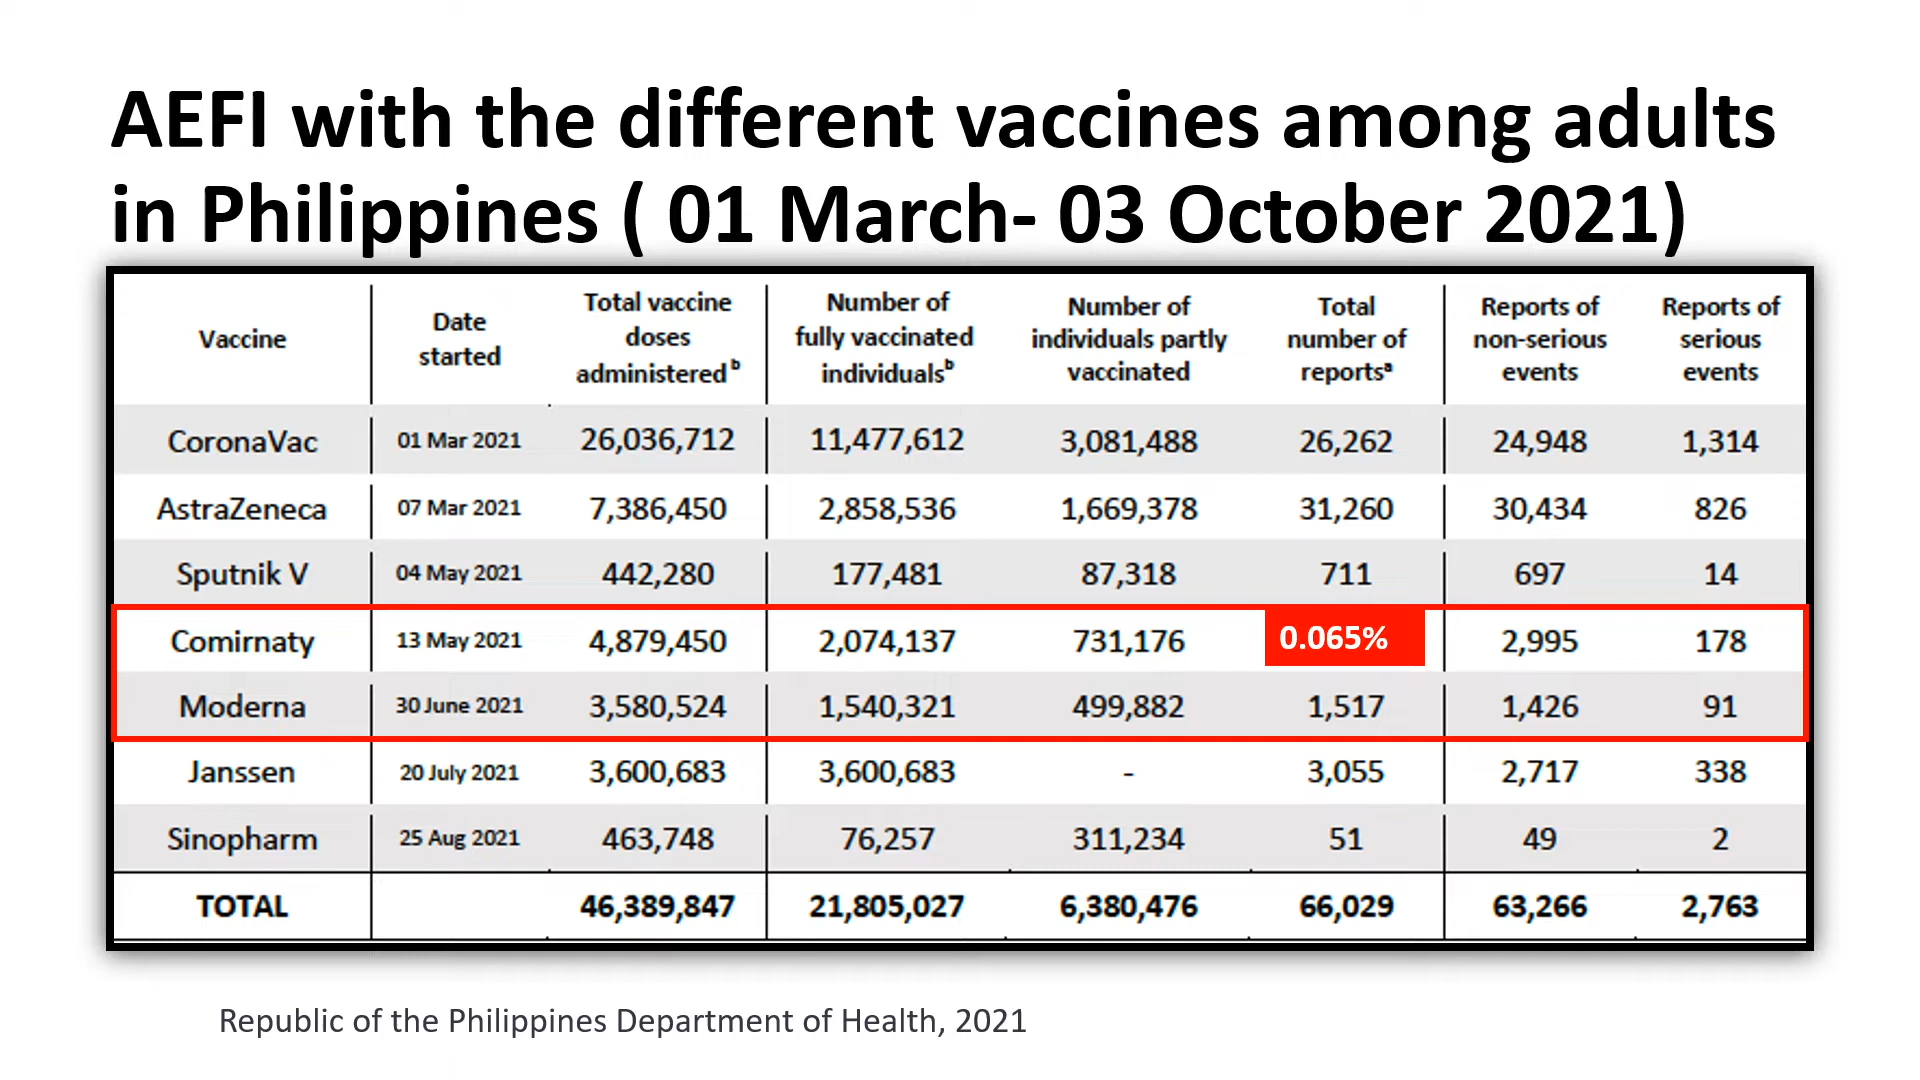 AEFI with the different vaccines among adults
in Philippines ( 01 March- 03 October 2021)
Vaccine
Date
started
Total vaccine
doses
administered b
Number of
fully vaccinated
individuals b
Number of
individuals partly
vaccinated
Total
number of
reports a
Reports of
non-serious
events
Reports of
serious
events
CoronaVac 01 Mar 2021 26,036,712 11,477,612 3,081,488 26,262 24,948 1,314
AstraZeneca 07 Mar 2021 7,386,450 2,858,536 1,669,378 31,260 30,434 826
Sputnik V 04 May 2021 442,280 177,481 87,318 711 697 14
Comirnaty 13 May 2021 4,879,450 2,074,137 731,176 0.065% 2,995 178
Moderna 30 June 2021 3,580,524 1,540,321 499,882 1,517 1,426 91
Janssen 20 July 2021 3,600,683 3,600,683 - 3,055 2,717 338
Sinopharm 25 Aug 2021 463,748 76,257 311,234 51 49 2
TOTAL 46,389,847 21,805,027 6,380,476 66,029 63,266 2,763
Republic of the Philippines Department of Health, 2021